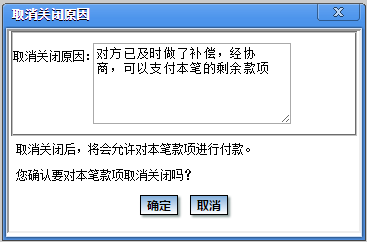 取消关闭原因
取消关闭原因：对方已及时做了补偿，经协
商，可以支付本笔的剩余款项
取消关闭后，将会允许对本笔款项进行付款。
您确认要对本笔款项取消关闭吗？
确定 取消